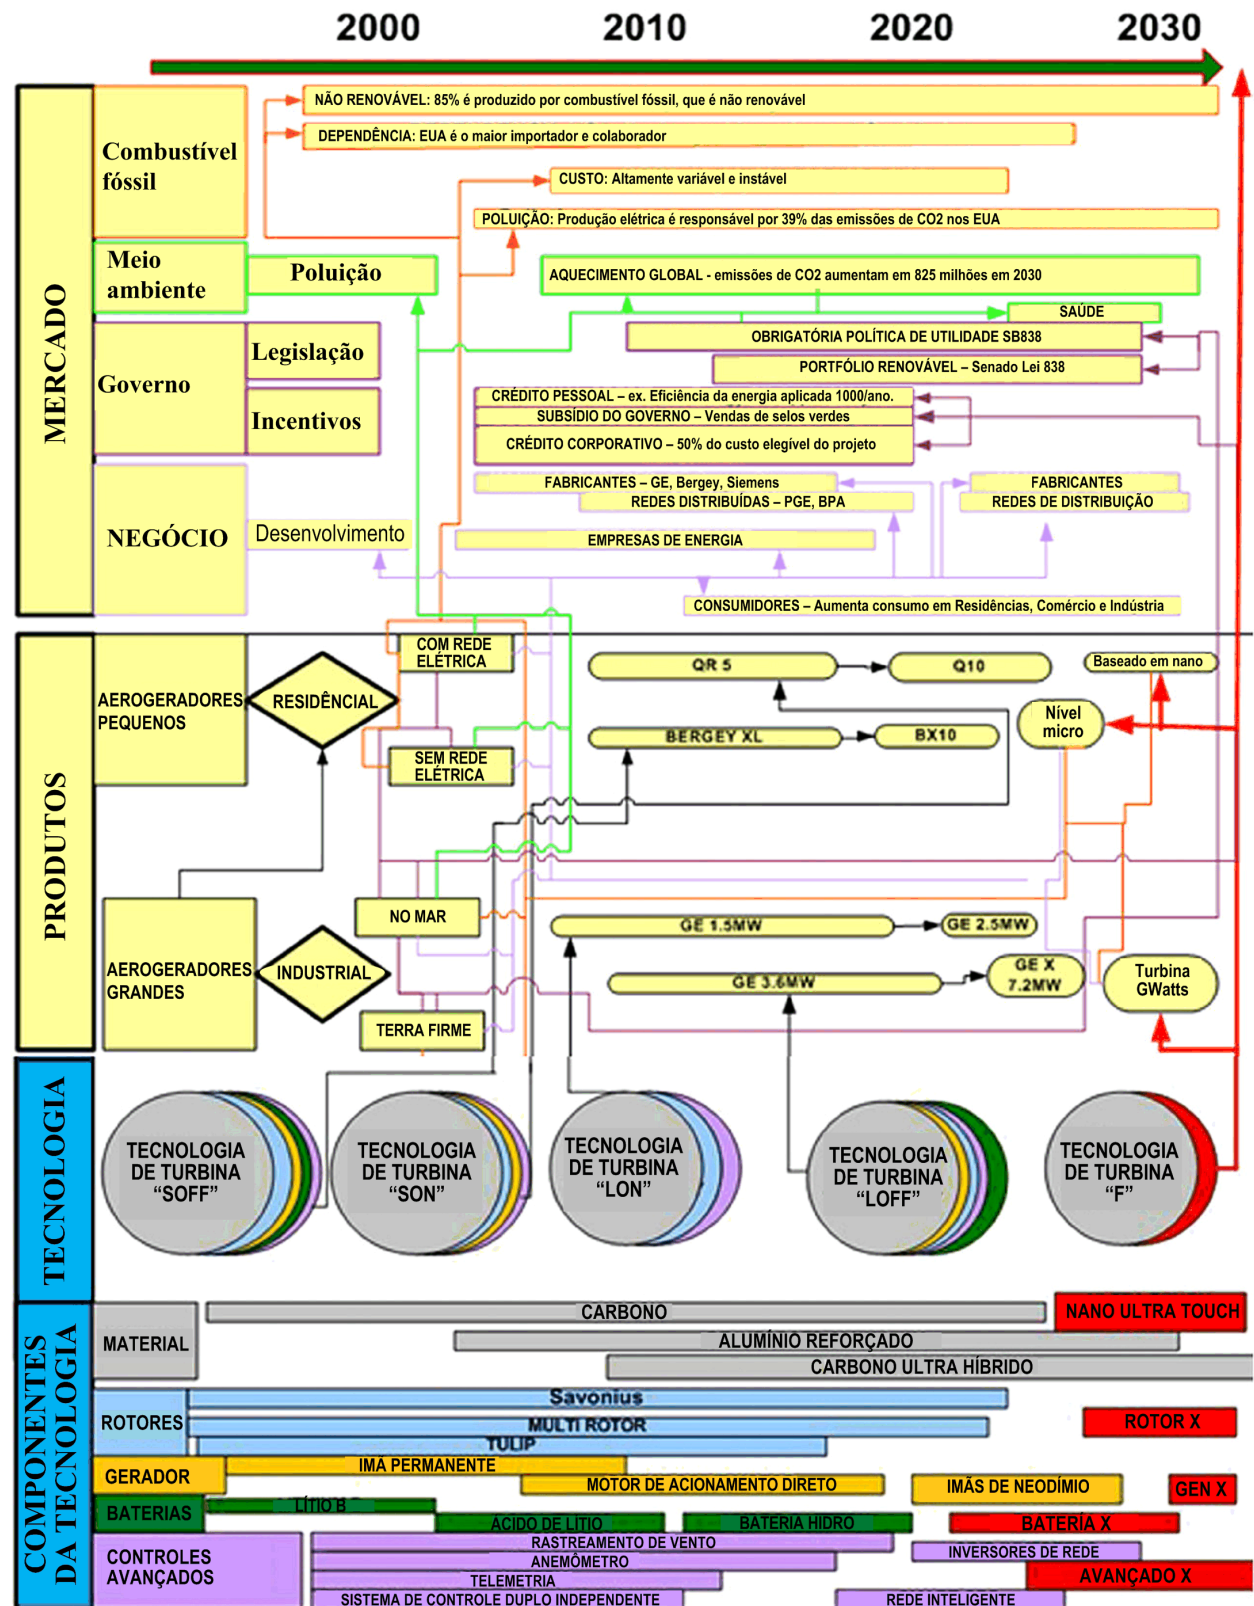 2000 2010 2020 2030
MERCADO
Combustível
fóssil
NÃO RENOVÁVEL: 85% é produzido por combustível fóssil, que é não renovável
DEPENDÊNCIA: EUA é o maior importador e colaborador
CUSTO: Altamente variável e instável
POLUIÇÃO: Produção elétrica é responsável por 39% das emissões de CO2 nos EUA
Meio
ambiente
Poluição
AQUECIMENTO GLOBAL - emissões de CO2 aumentam em 825 milhões em 2030
SAÚDE
Governo
Legislação
OBRIGATÓRIA POLÍTICA DE UTILIDADE SB838
PORTFÓLIO RENOVÁVEL – Senado Lei 838
Incentivos
CRÉDITO PESSOAL – ex. Eficiência da energia aplicada 1000/ano.
SUBSÍDIO DO GOVERNO – Vendas de selos verdes
CRÉDITO CORPORATIVO – 50% do custo elegível do projeto
NEGÓCIO
Desenvolvimento
FABRICANTES – GE, Bergey, Siemens
FABRICANTES
REDES DISTRIBUÍDAS – PGE, BPA
REDES DE DISTRIBUIÇÃO
EMPRESAS DE ENERGIA
CONSUMIDORES – Aumenta consumo em Residências, Comércio e Indústria
PRODUTOS
AEROGERADORES
PEQUENOS
RESIDÊNCIAL
COM REDE
ELÉTRICA
SEM REDE
ELÉTRICA
QR 5
Q10
Baseado em nano
BERGEY XL
BX10
Nível
micro
AEROGERADORES
GRANDES
INDUSTRIAL
NO MAR
TERRA FIRME
GE 1.5MW
GE 2.5MW
GE 3.6MW
GE X
7.2MW
Turbina
GWatts
TECNOLOGIA
TECNOLOGIA
DE TURBINA
“SOFF”
TECNOLOGIA
DE TURBINA
“SON”
TECNOLOGIA
DE TURBINA
“LON”
TECNOLOGIA
DE TURBINA
“LOFF”
TECNOLOGIA
DE TURBINA
“F”
COMPONENTES
DA TECNOLOGIA
MATERIAL
CARBONO
NANO ULTRA TOUCH
ALUMÍNIO REFORÇADO
CARBONO ULTRA HÍBRIDO
ROTORES
Savonius
MULTI ROTOR
ROTOR X
TULIP
GERADOR
IMA PERMANENTE
MOTOR DE ACIONAMENTO DIRETO
IMÃS DE NEODÍMIO
GEN X
BATERIAS
LÍTIO B
ÁCIDO DE LÍTIO
BATERIA HIDRO
BATERÍA X
CONTROLES
AVANÇADOS
RASTREAMENTO DE VENTO
ANEMÔMETRO
INVERSORES DE REDE
TELEMETRIA
AVANÇADO X
SISTEMA DE CONTROLE DUPLO INDEPENDENTE
REDE INTELIGENTE